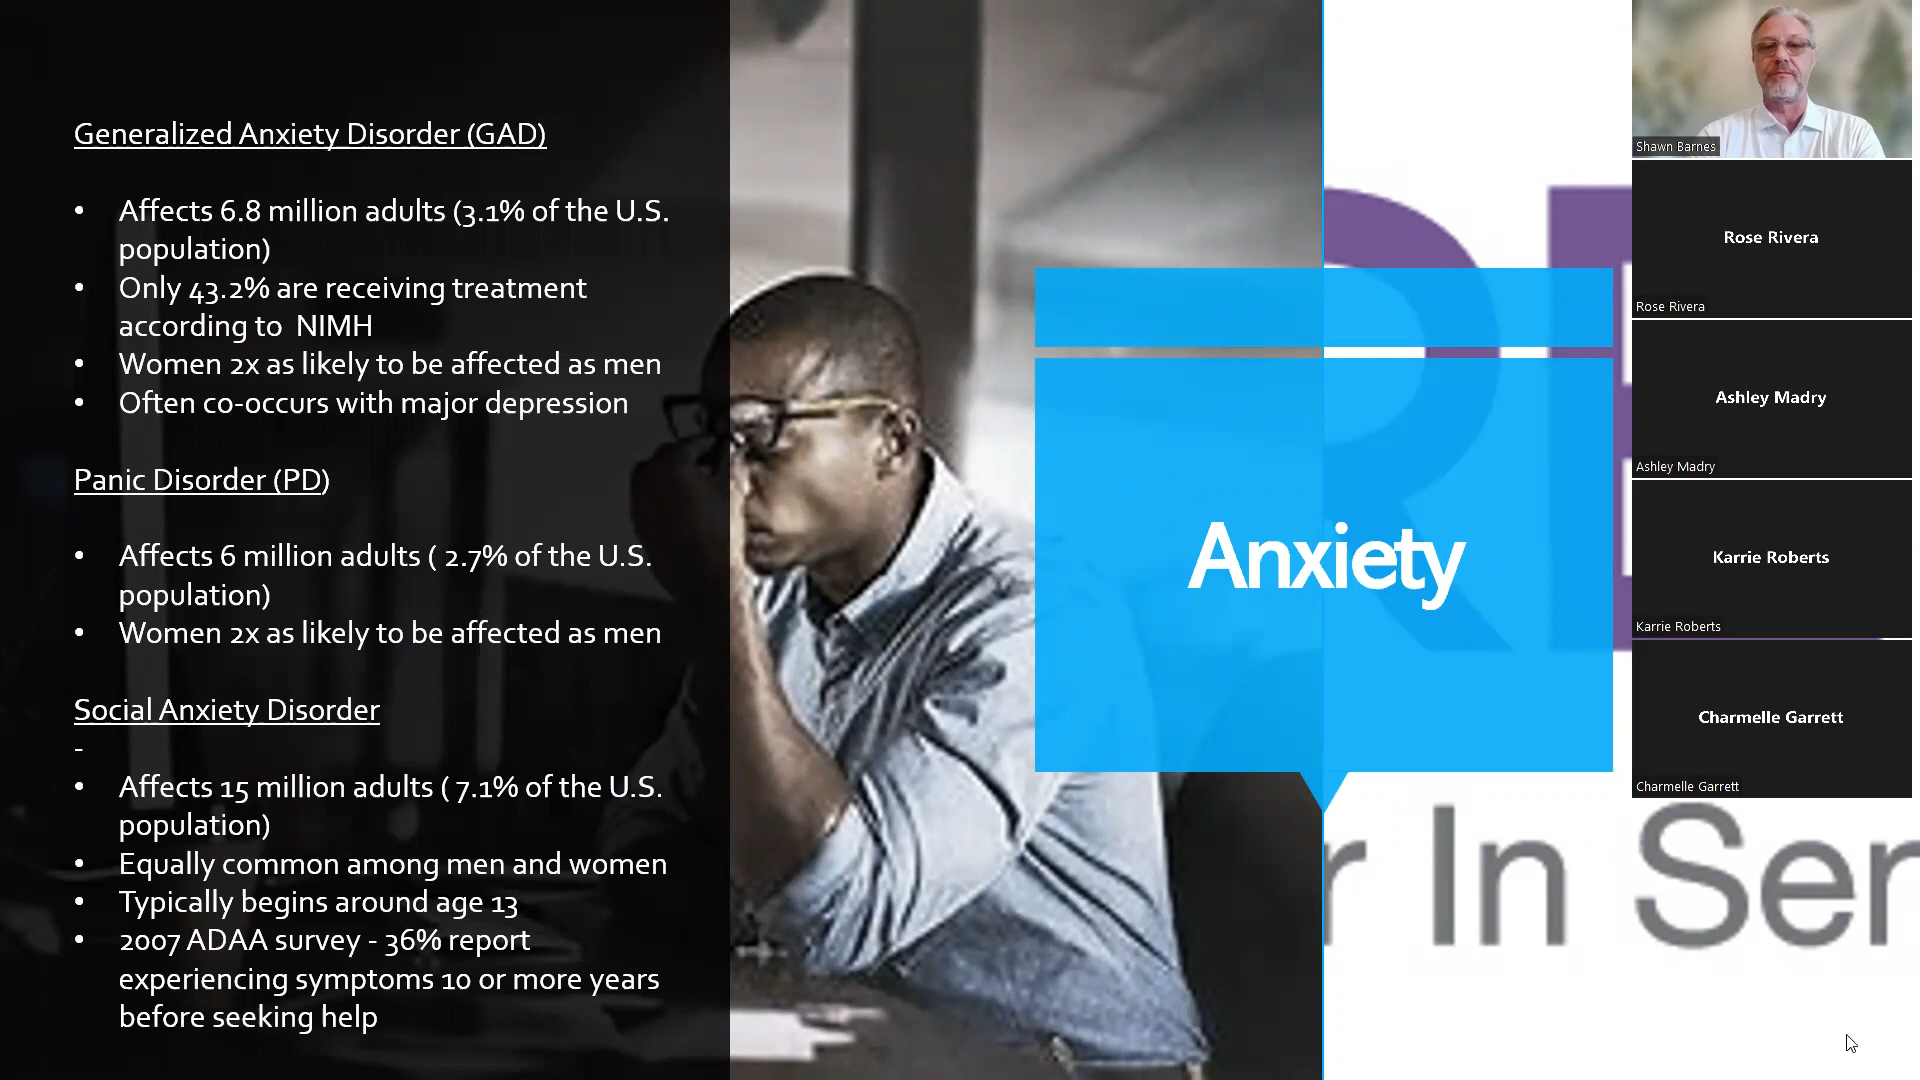 Generalized Anxiety Disorder (GAD)
• Affects 6.8 million adults (3.1% of the U.S.
population)
• Only 43.2% are receiving treatment
according to  NIMH
• Women 2x as likely to be affected as men
• Often co-occurs with major depression
Panic Disorder (PD)
• Affects 6 million adults ( 2.7% of the U.S.
population)
• Women 2x as likely to be affected as men
Social Anxiety Disorder
-
• Affects 15 million adults ( 7.1% of the U.S.
population)
• Equally common among men and women
• Typically begins around age 13
• 2007 ADAA survey - 36% report
experiencing symptoms 10 or more years
before seeking help
Anxiety
r In Ser
Shawn Barnes
Rose Rivera
Rose Rivera
Ashley Madry
Ashley Madry
Karrie Roberts
Karrie Roberts
Charmelle Garrett
Charmelle Garrett